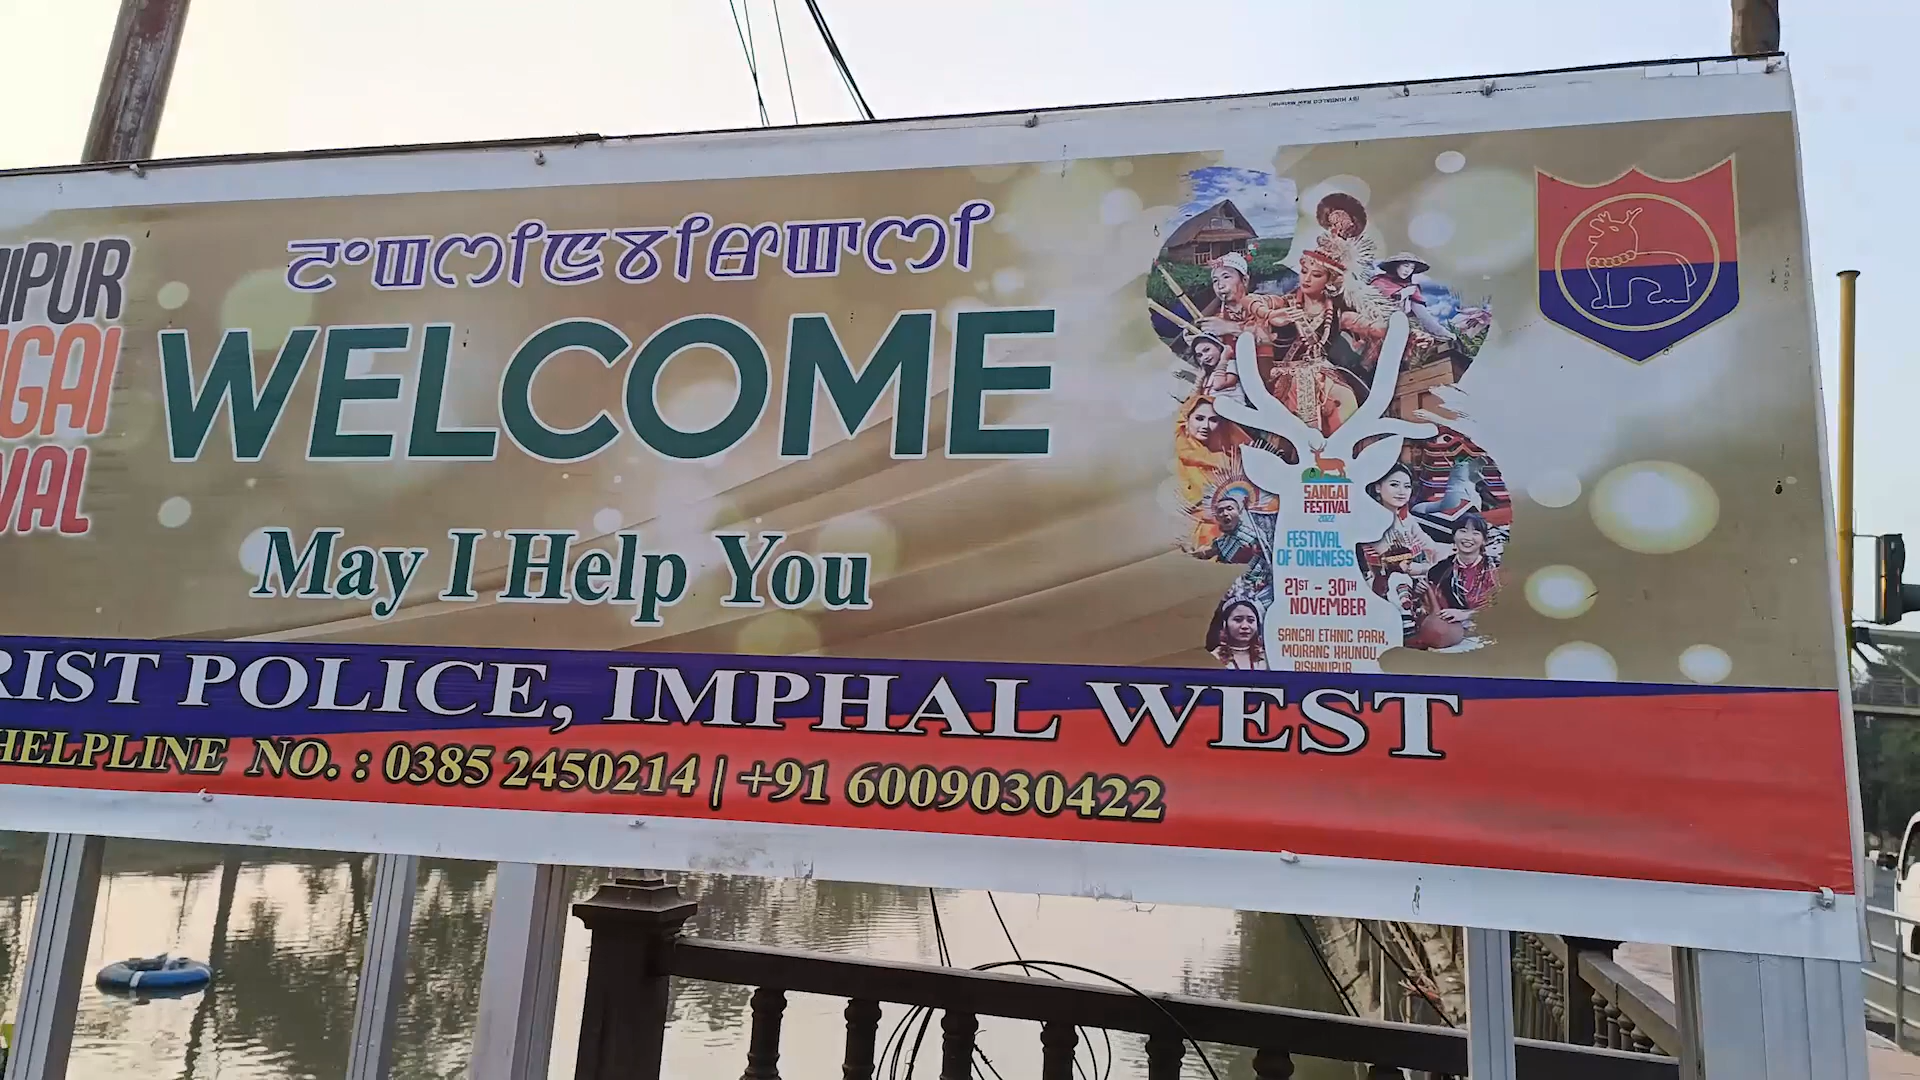 NIPUR
GAI
VAL
WELCOME
May I Help You
SANGAI
FESTIVAL
2022
FESTIVAL
OF ONENESS
21ST - 30TH
NOVEMBER
SANGAI ETHNIC PARK,
MOIRANG KHUNOU,
BISHNUPUR
RIST POLICE, IMPHAL WEST
HELPLINE NO. : 0385 2450214 | +91 6009030422